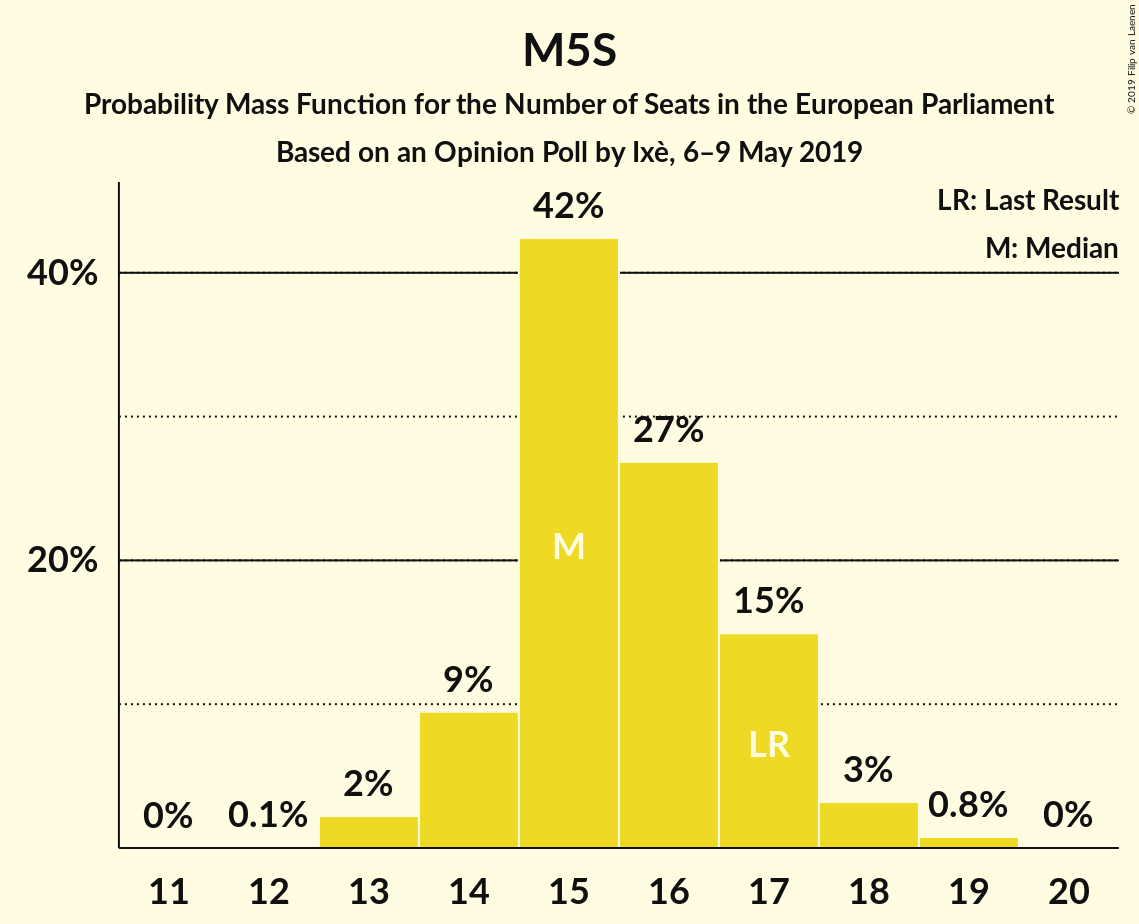 M5S
Probability Mass Function for the Number of Seats in the European Parliament
Based on an Opinion Poll by Ixè, 6–9 May 2019
© 2019 Filip van Laenen
LR: Last Result
M: Median
40%
20%
0%
0.1%
2%
9%
42%
27%
15%
3%
0.8%
0%
M
LR
11 12 13 14 15 16 17 18 19 20